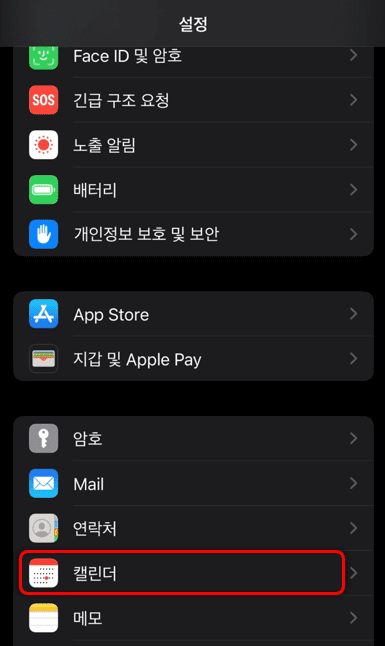 설정
Face ID 및 암호
SOS 긴급 구조 요청
노출 알림
배터리
개인정보 보호 및 보안
App Store
지갑 및 Apple Pay
암호
Mail
연락처
캘린더
메모